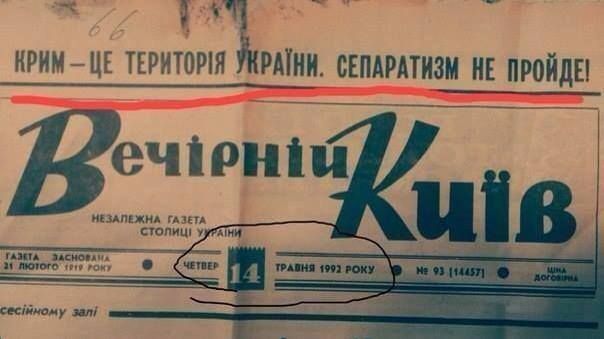 66
КРИМ – ЦЕ ТЕРИТОРІЯ УКРАЇНИ. СЕПАРАТИЗМ НЕ ПРОЙДЕ!
Вечірній Київ
НЕЗАЛЕЖНА ГАЗЕТА
СТОЛИЦІ УКРАЇНИ
ГАЗЕТА ЗАСНОВАНА
21 ЛЮТОГО 1919 РОКУ
ЧЕТВЕР 14 ТРАВНЯ 1992 РОКУ
№ 93 [14457]
ЦІНА
ДОГОВІРНА
сесійному залі